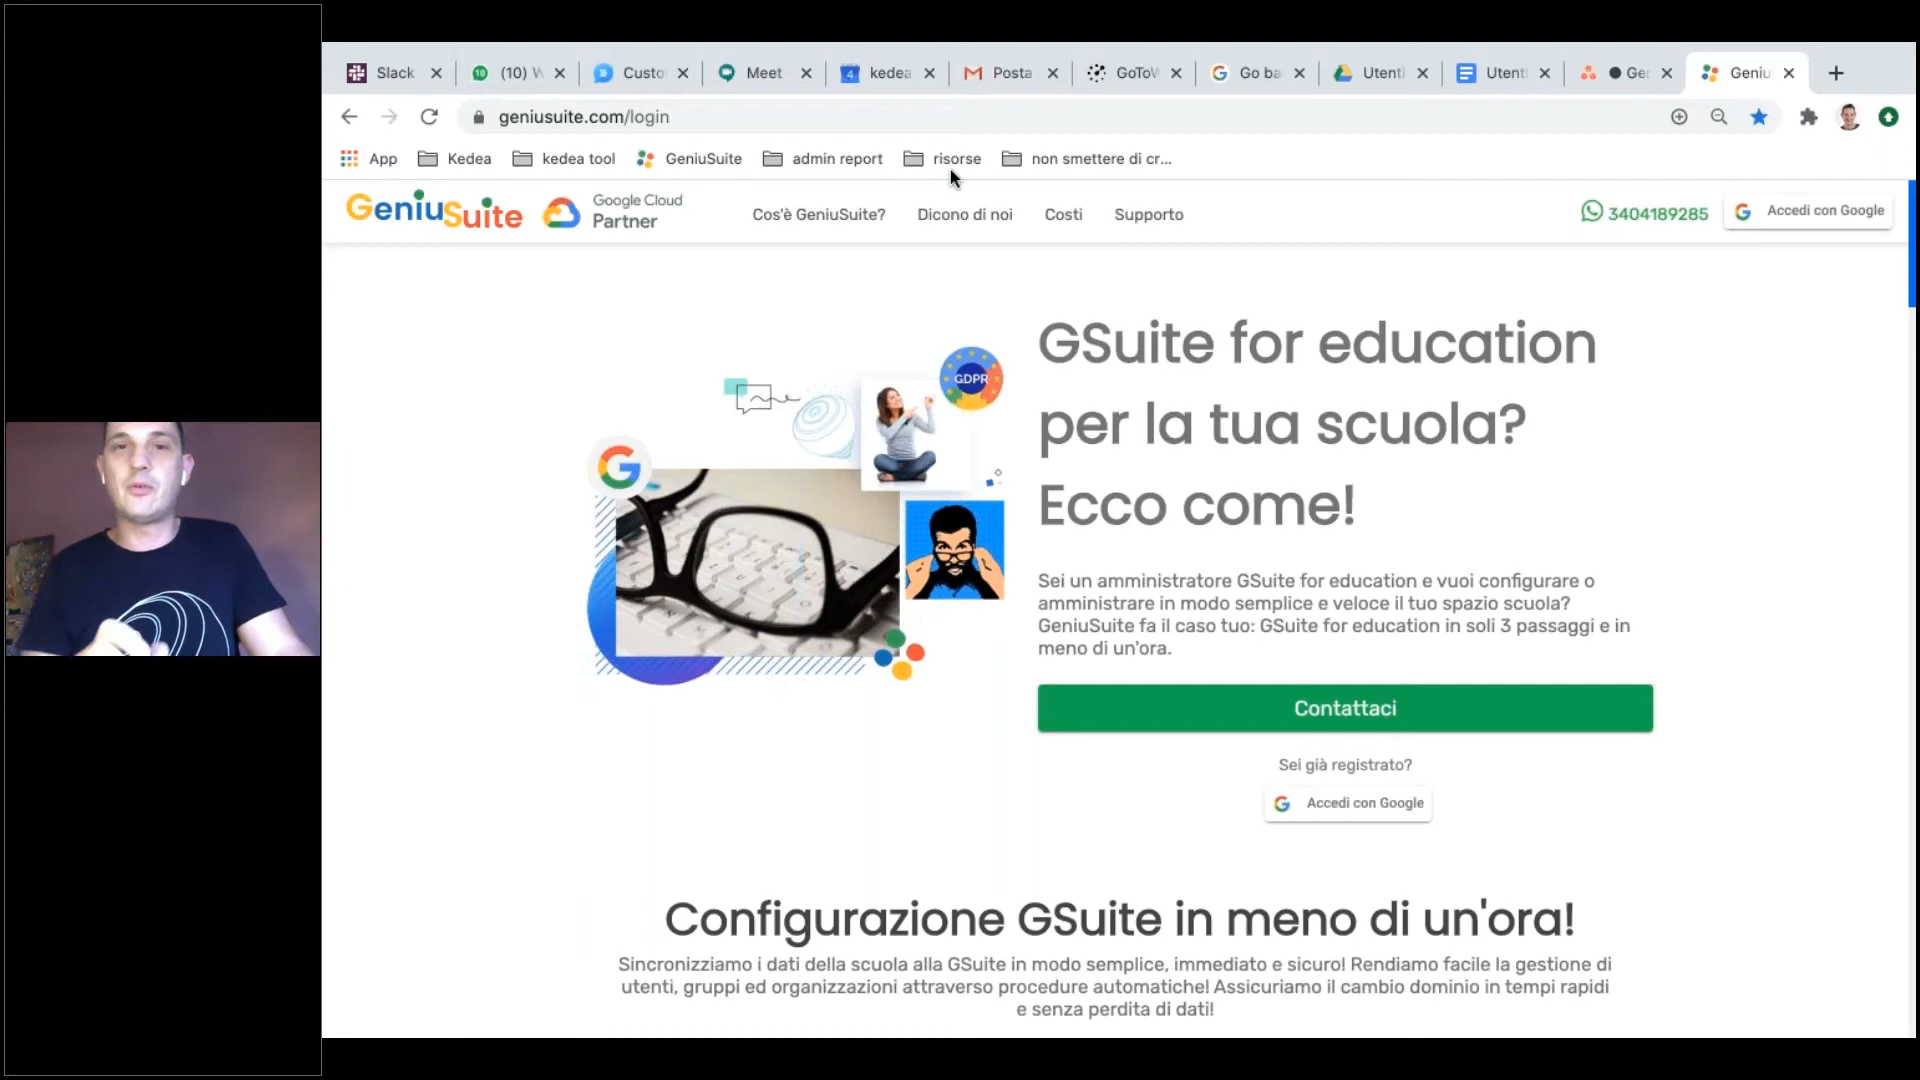 Slack
(10) W
Custo
Meet
kedea
Posta
GoToW
Go ba
Utenti
Utenti
Ge
Geniu
geniusuite.com/login
App
Kedea
kedea tool
GeniuSuite
admin report
risorse
non smettere di cr...
GeniuSuite
Google Cloud
Partner
Cos'è GeniuSuite?
Dicono di noi
Costi
Supporto
3404189285
Accedi con Google
GDPR
GSuite for education
per la tua scuola?
Ecco come!
Sei un amministratore GSuite for education e vuoi configurare o
amministrare in modo semplice e veloce il tuo spazio scuola?
GeniuSuite fa il caso tuo: GSuite for education in soli 3 passaggi e in
meno di un'ora.
Contattaci
Sei già registrato?
Accedi con Google
Configurazione GSuite in meno di un'ora!
Sincronizziamo i dati della scuola alla GSuite in modo semplice, immediato e sicuro! Rendiamo facile la gestione di
utenti, gruppi ed organizzazioni attraverso procedure automatiche! Assicuriamo il cambio dominio in tempi rapidi
e senza perdita di dati!